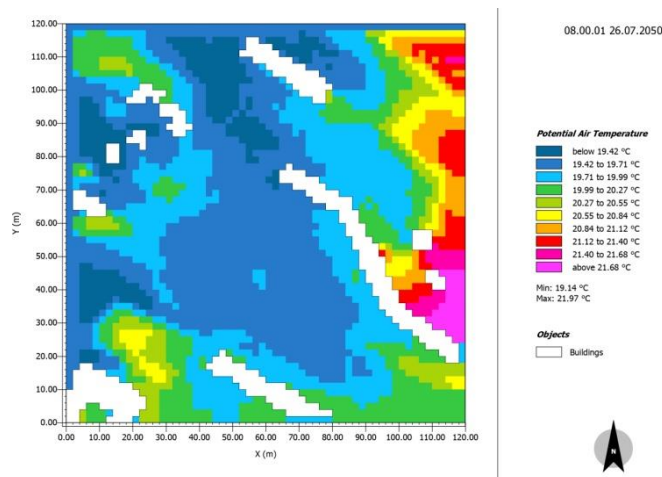 08.00.01 26.07.2050
120.00
110.00
100.00
90.00
80.00
70.00
60.00
50.00
40.00
30.00
20.00
10.00
0.00
Y (m)
0.00 10.00 20.00 30.00 40.00 50.00 60.00 70.00 80.00 90.00 100.00 110.00 120.00
X (m)
Potential Air Temperature
below 19.42 °C
19.42 to 19.71 °C
19.71 to 19.99 °C
19.99 to 20.27 °C
20.27 to 20.55 °C
20.55 to 20.84 °C
20.84 to 21.12 °C
21.12 to 21.40 °C
21.40 to 21.68 °C
above 21.68 °C
Min: 19.14 °C
Max: 21.97 °C
Objects
Buildings
N